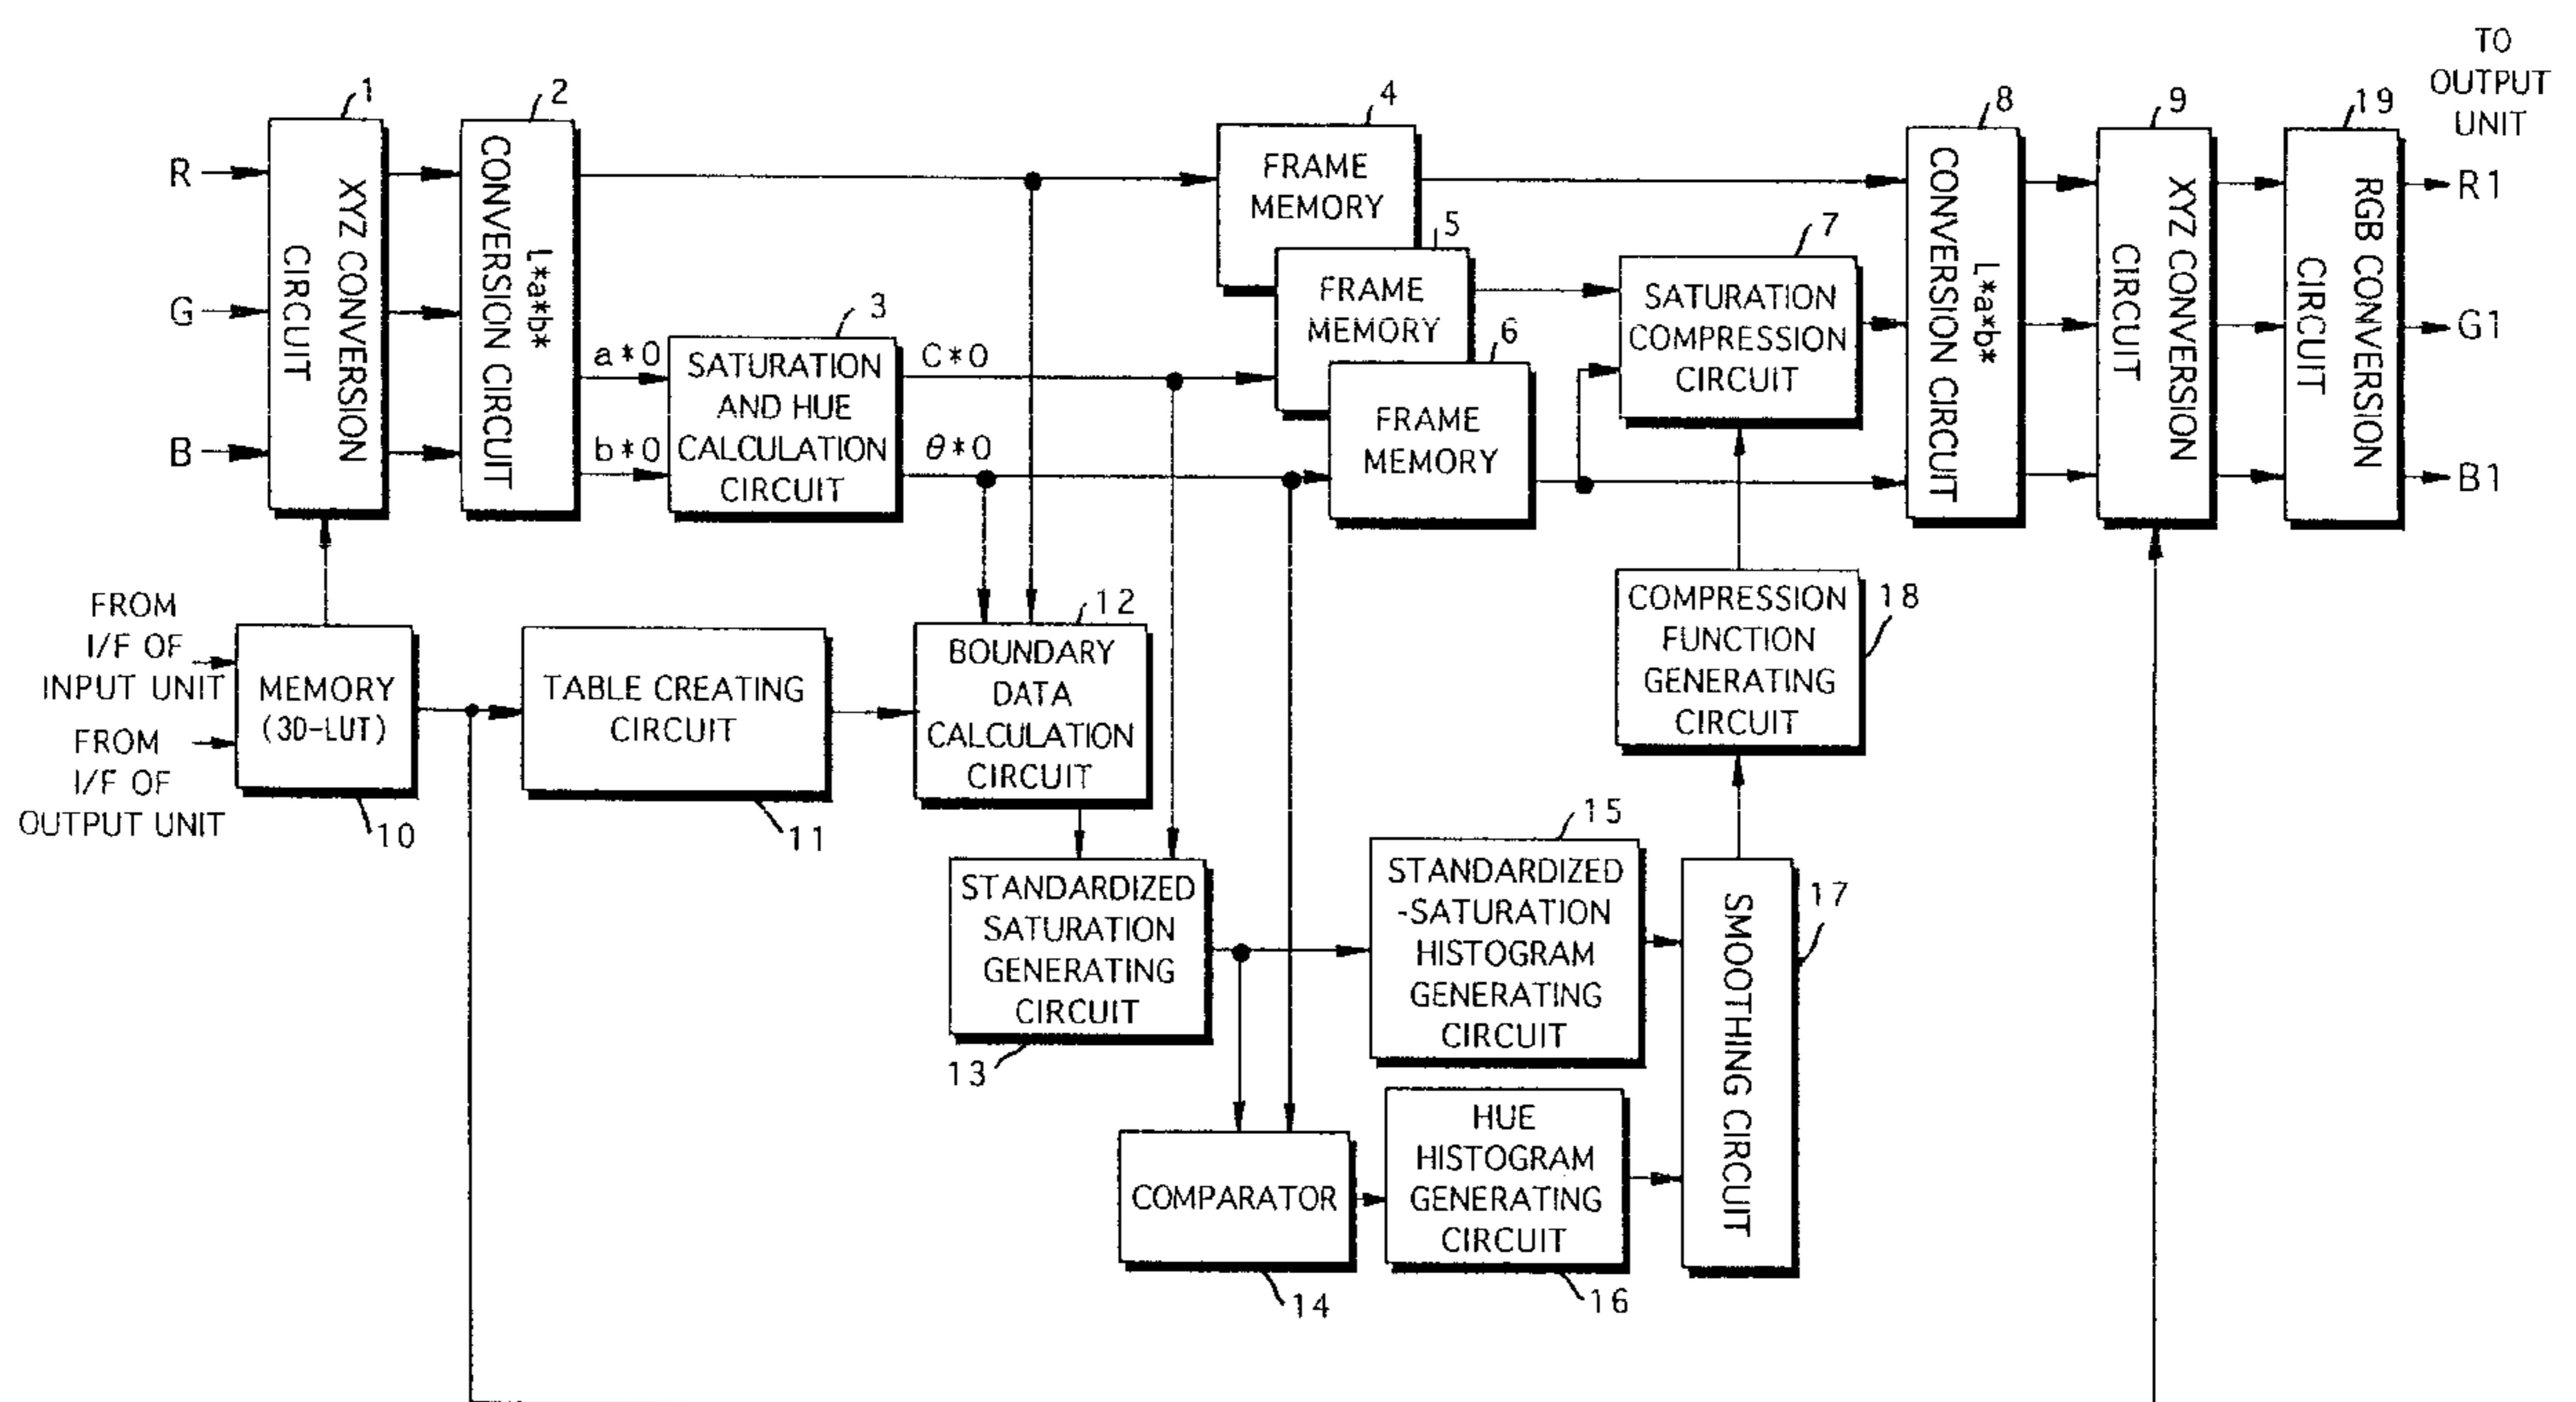 TO
OUTPUT
UNIT
1
2
4
8
9
19
R
G
B
XYZ CONVERSION
CIRCUIT
L*a*b*
CONVERSION CIRCUIT
a*0
b*0
3
SATURATION
AND HUE
CALCULATION
CIRCUIT
C*0
θ*0
FRAME
MEMORY
5
FRAME
MEMORY
6
FRAME
MEMORY
7
SATURATION
COMPRESSION
CIRCUIT
L*a*b*
CONVERSION CIRCUIT
XYZ CONVERSION
CIRCUIT
RGB CONVERSION
CIRCUIT
R1
G1
B1
FROM
I/F OF
INPUT UNIT
FROM
I/F OF
OUTPUT UNIT
MEMORY
(3D-LUT)
10
TABLE CREATING
CIRCUIT
11
12
BOUNDARY
DATA
CALCULATION
CIRCUIT
COMPRESSION
FUNCTION
GENERATING
CIRCUIT
18
STANDARDIZED
SATURATION
GENERATING
CIRCUIT
13
15
STANDARDIZED
-SATURATION
HISTOGRAM
GENERATING
CIRCUIT
17
SMOOTHING CIRCUIT
COMPARATOR
14
HUE
HISTOGRAM
GENERATING
CIRCUIT
16